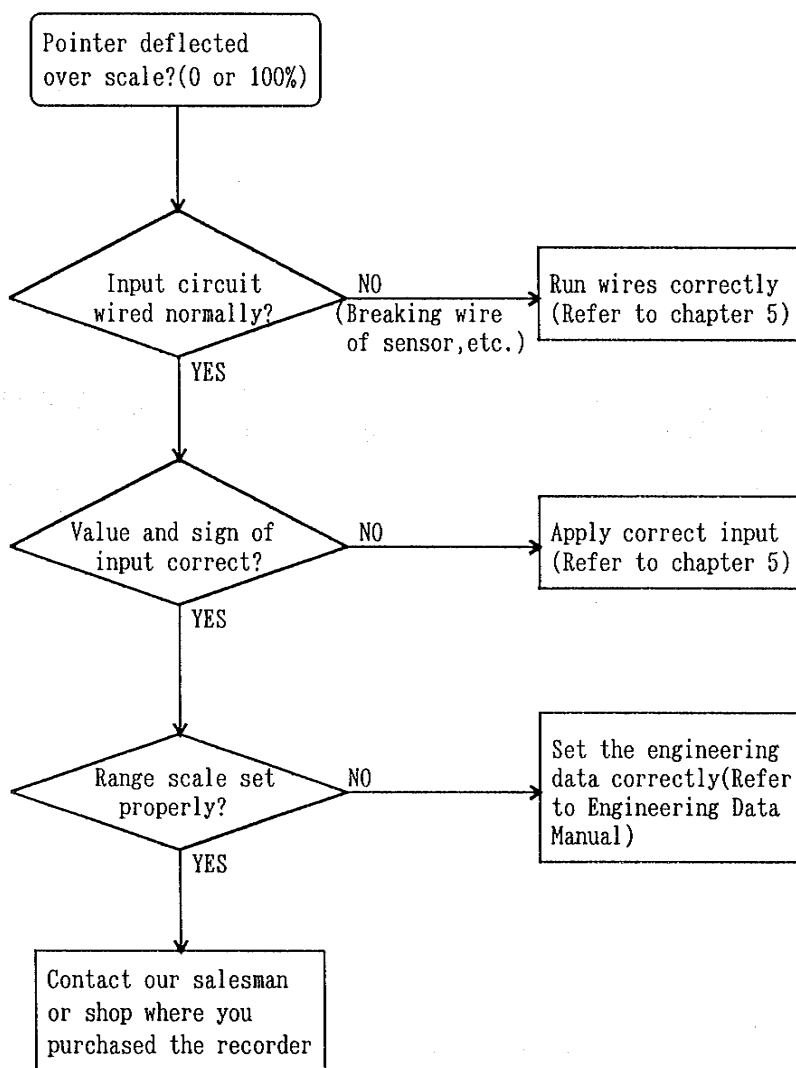 Pointer deflected
over scale?(0 or 100%)
Input circuit
wired normally?
NO
(Breaking wire
of sensor,etc.)
Run wires correctly
(Refer to chapter 5)
YES
Value and sign of
input correct?
NO
Apply correct input
(Refer to chapter 5)
YES
Range scale set
properly?
NO
Set the engineering
data correctly(Refer
to Engineering Data
Manual)
YES
Contact our salesman
or shop where you
purchased the recorder